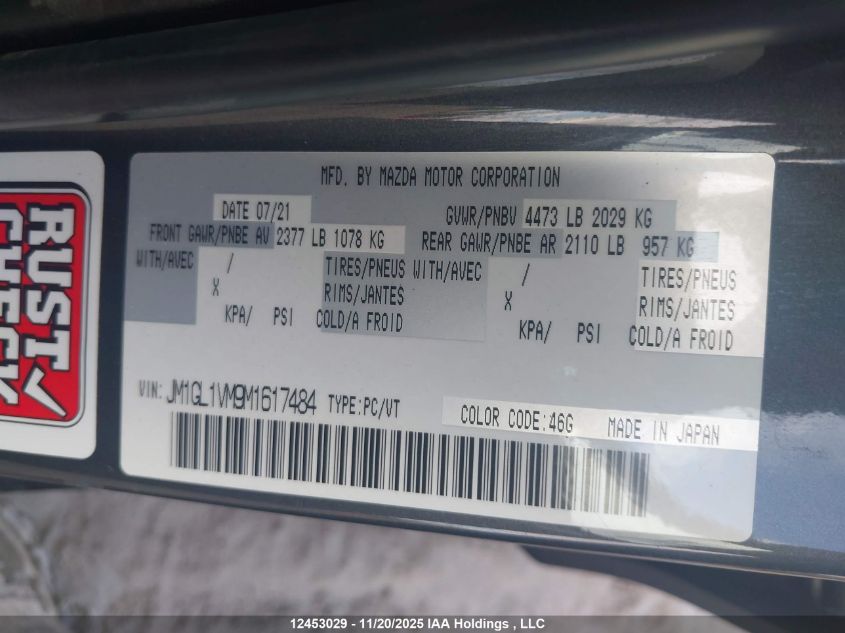 MFD. BY MAZDA MOTOR CORPORATION
DATE 07/21 GVWR/PNBV 4473 LB 2029 KG
FRONT GAWR/PNBE AV 2377 LB 1078 KG REAR GAWR/PNBE AR 2110 LB 957 KG
WITH/AVEC / TIRES/PNEUS WITH/AVEC / TIRES/PNEUS
X RIMS/JANTES X RIMS/JANTES
KPA/ PSI COLD/A FROID KPA/ PSI COLD/A FROID
VIN: JM1GL1VM9M1617484 TYPE:PC/VT COLOR CODE:46G MADE IN JAPAN
RUST
CHECK
12453029 - 11/20/2025 IAA Holdings , LLC